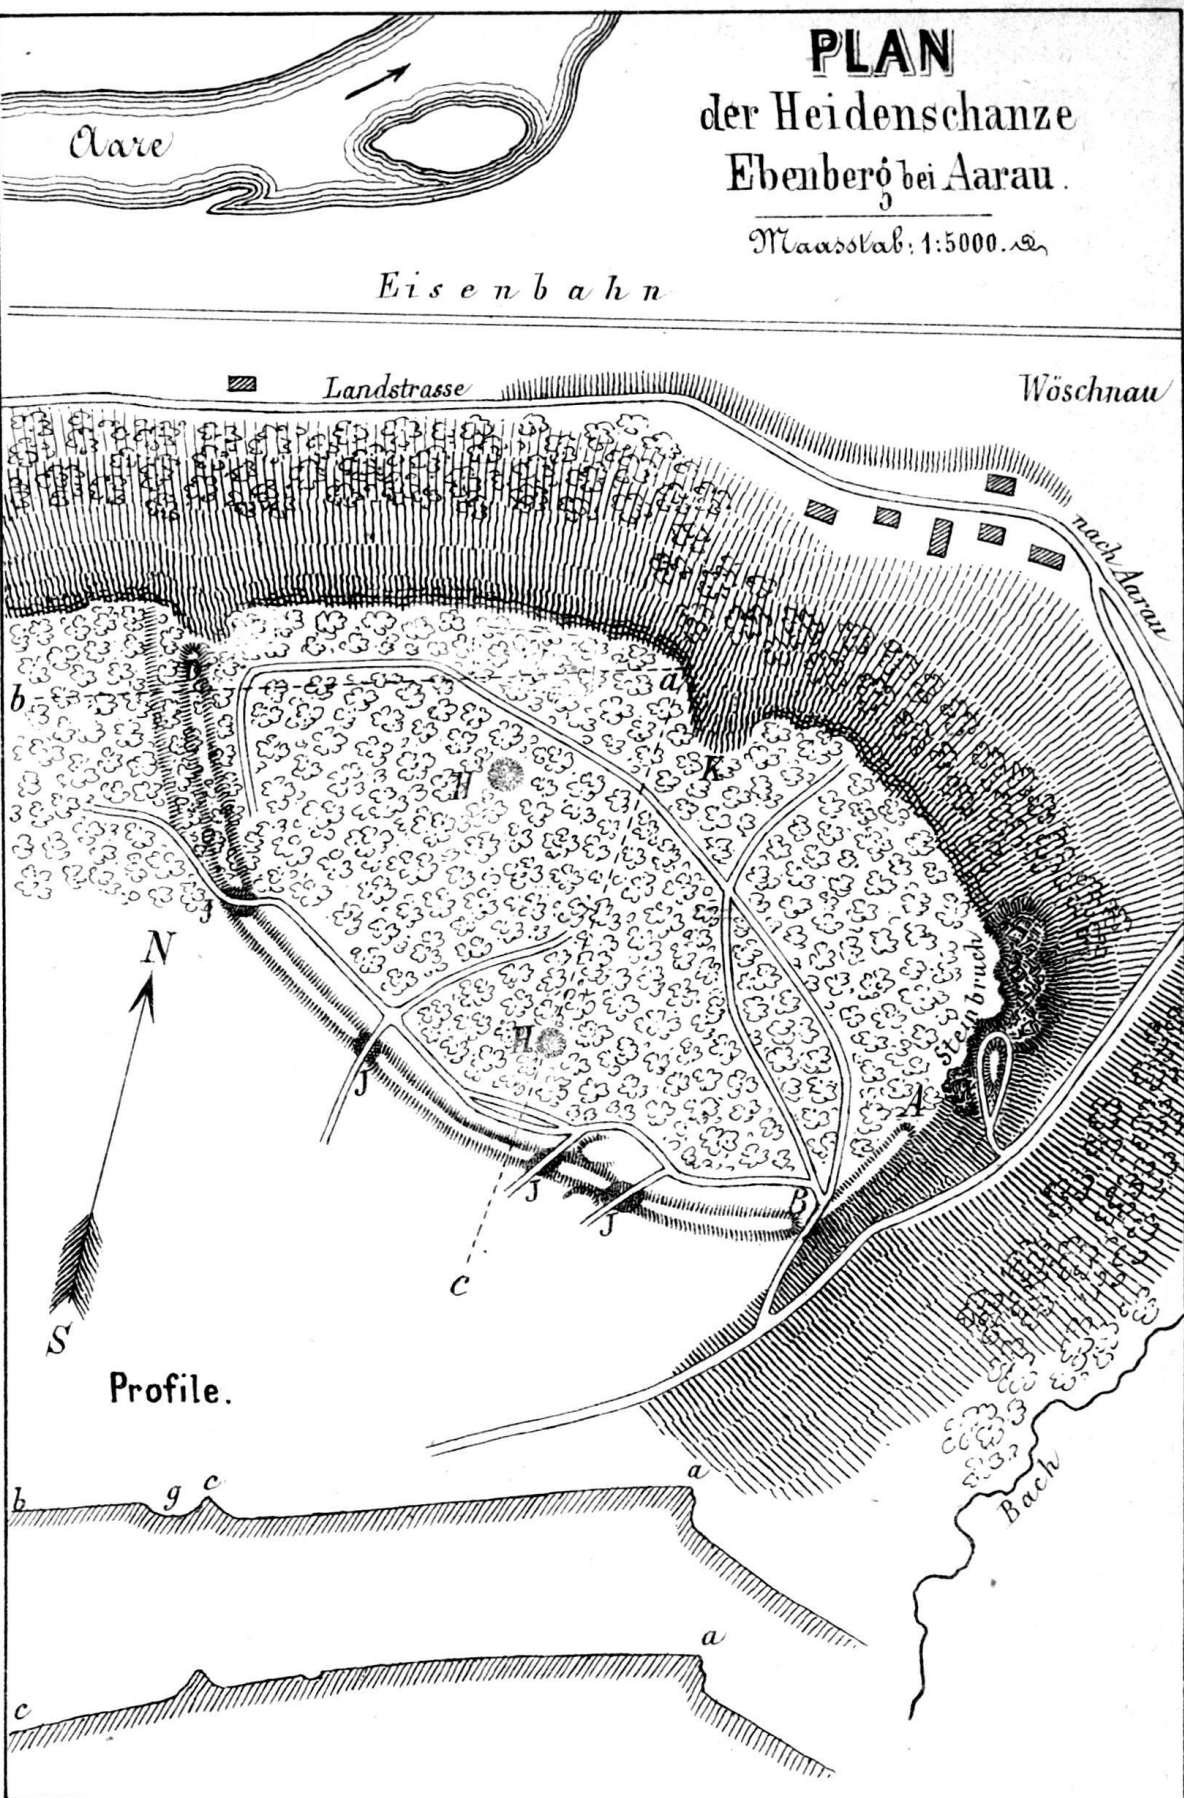 PLAN
der Heidenschanze
Ebenberg bei Aarau.
Maasstab: 1:5000.
Aare
Eisenbahn
Landstrasse
Wöschnau
nach Aarau
b
D
a
H
K
J
N
Steinbruch
H
J
A
J
J
B
c
S
Profile.
b
g
c
a
Bach
a
c